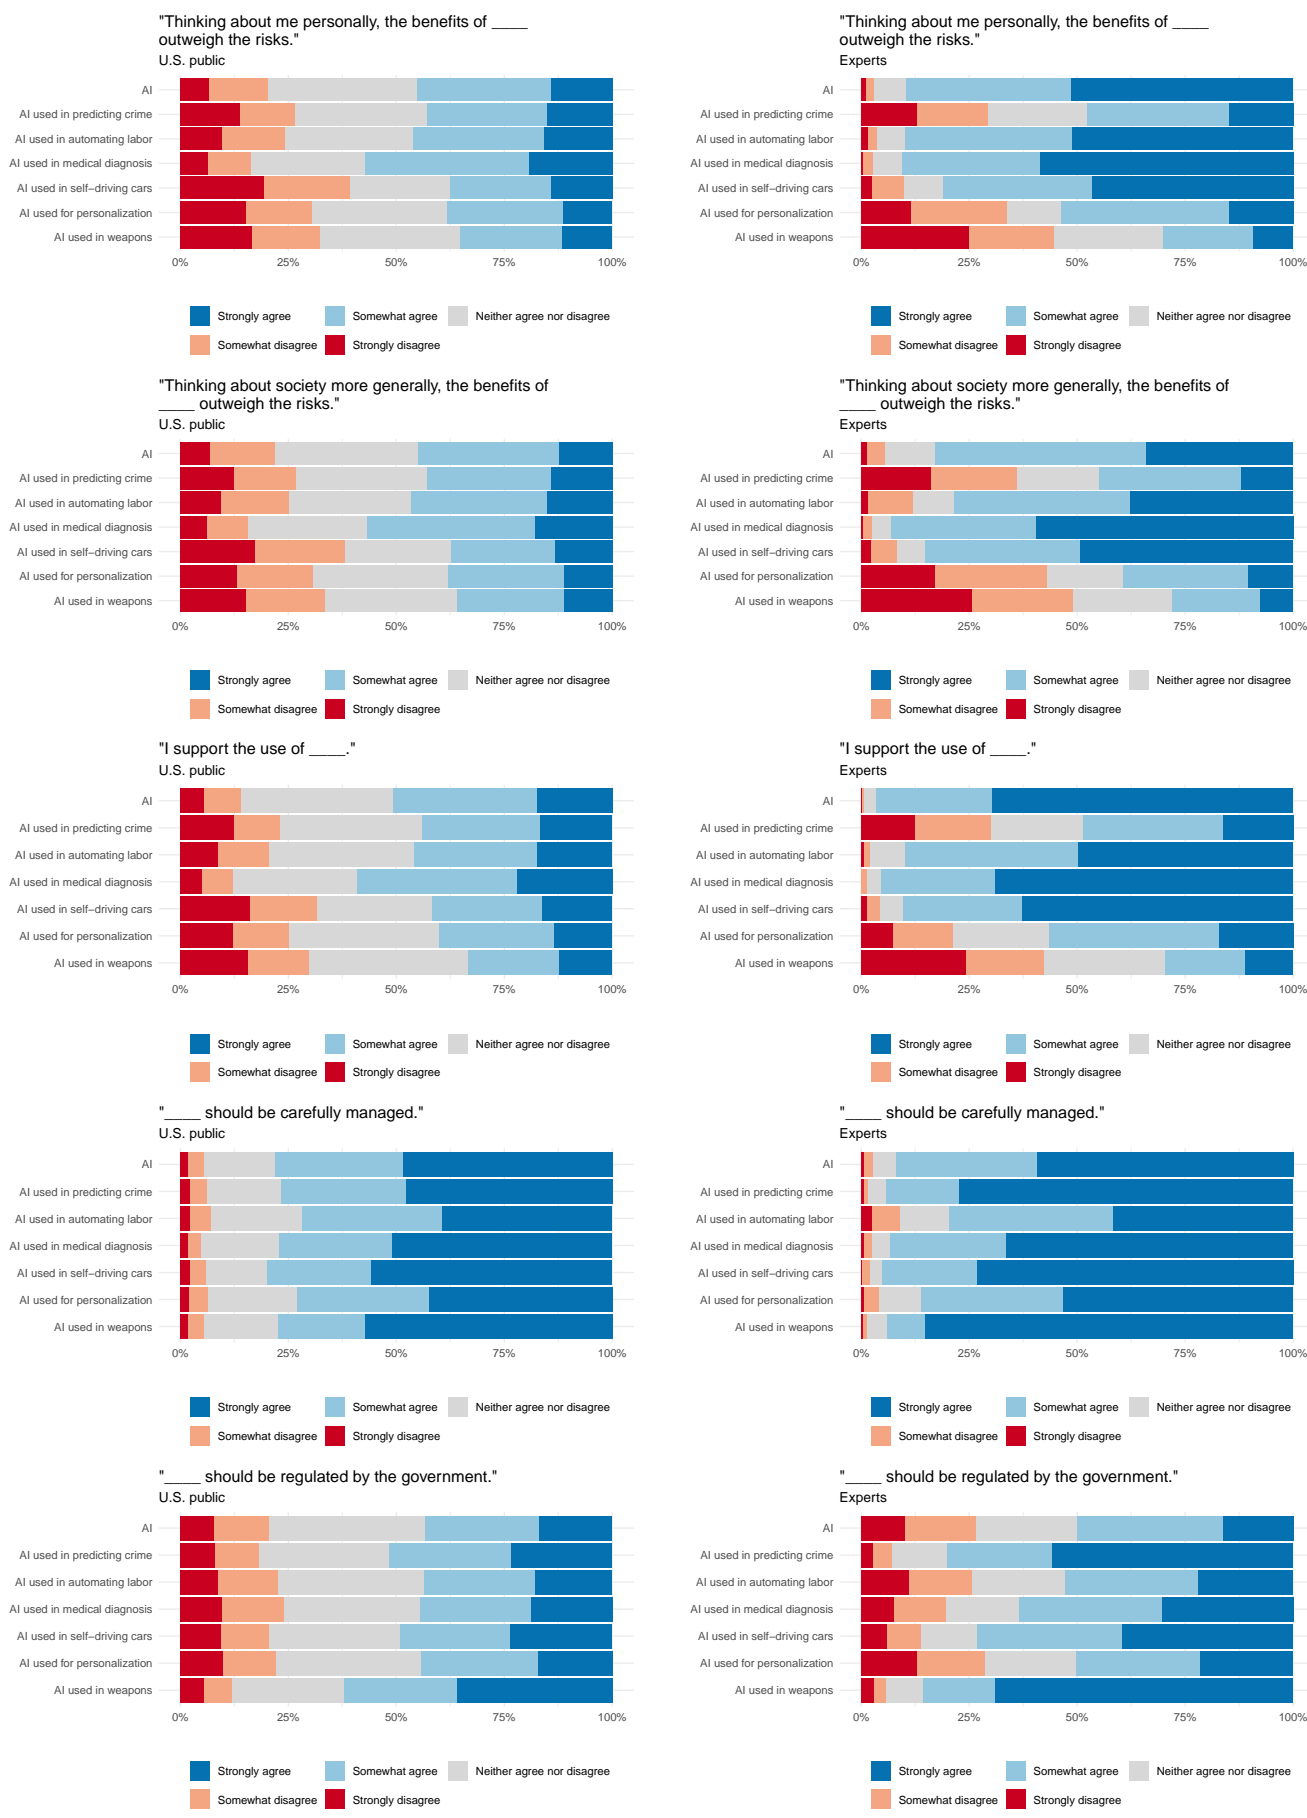 "Thinking about me personally, the benefits of ____
outweigh the risks."
U.S. public
AI
AI used in predicting crime
AI used in automating labor
AI used in medical diagnosis
AI used in self−driving cars
AI used for personalization
AI used in weapons
0% 25% 50% 75% 100%
Strongly agree Somewhat agree Neither agree nor disagree
Somewhat disagree Strongly disagree
"Thinking about me personally, the benefits of ____
outweigh the risks."
Experts
AI
AI used in predicting crime
AI used in automating labor
AI used in medical diagnosis
AI used in self−driving cars
AI used for personalization
AI used in weapons
0% 25% 50% 75% 100%
Strongly agree Somewhat agree Neither agree nor disagree
Somewhat disagree Strongly disagree
"Thinking about society more generally, the benefits of
____ outweigh the risks."
U.S. public
AI
AI used in predicting crime
AI used in automating labor
AI used in medical diagnosis
AI used in self−driving cars
AI used for personalization
AI used in weapons
0% 25% 50% 75% 100%
Strongly agree Somewhat agree Neither agree nor disagree
Somewhat disagree Strongly disagree
"Thinking about society more generally, the benefits of
____ outweigh the risks."
Experts
AI
AI used in predicting crime
AI used in automating labor
AI used in medical diagnosis
AI used in self−driving cars
AI used for personalization
AI used in weapons
0% 25% 50% 75% 100%
Strongly agree Somewhat agree Neither agree nor disagree
Somewhat disagree Strongly disagree
"I support the use of ____."
U.S. public
AI
AI used in predicting crime
AI used in automating labor
AI used in medical diagnosis
AI used in self−driving cars
AI used for personalization
AI used in weapons
0% 25% 50% 75% 100%
Strongly agree Somewhat agree Neither agree nor disagree
Somewhat disagree Strongly disagree
"I support the use of ____."
Experts
AI
AI used in predicting crime
AI used in automating labor
AI used in medical diagnosis
AI used in self−driving cars
AI used for personalization
AI used in weapons
0% 25% 50% 75% 100%
Strongly agree Somewhat agree Neither agree nor disagree
Somewhat disagree Strongly disagree
"____ should be carefully managed."
U.S. public
AI
AI used in predicting crime
AI used in automating labor
AI used in medical diagnosis
AI used in self−driving cars
AI used for personalization
AI used in weapons
0% 25% 50% 75% 100%
Strongly agree Somewhat agree Neither agree nor disagree
Somewhat disagree Strongly disagree
"____ should be carefully managed."
Experts
AI
AI used in predicting crime
AI used in automating labor
AI used in medical diagnosis
AI used in self−driving cars
AI used for personalization
AI used in weapons
0% 25% 50% 75% 100%
Strongly agree Somewhat agree Neither agree nor disagree
Somewhat disagree Strongly disagree
"____ should be regulated by the government."
U.S. public
AI
AI used in predicting crime
AI used in automating labor
AI used in medical diagnosis
AI used in self−driving cars
AI used for personalization
AI used in weapons
0% 25% 50% 75% 100%
Strongly agree Somewhat agree Neither agree nor disagree
Somewhat disagree Strongly disagree
"____ should be regulated by the government."
Experts
AI
AI used in predicting crime
AI used in automating labor
AI used in medical diagnosis
AI used in self−driving cars
AI used for personalization
AI used in weapons
0% 25% 50% 75% 100%
Strongly agree Somewhat agree Neither agree nor disagree
Somewhat disagree Strongly disagree